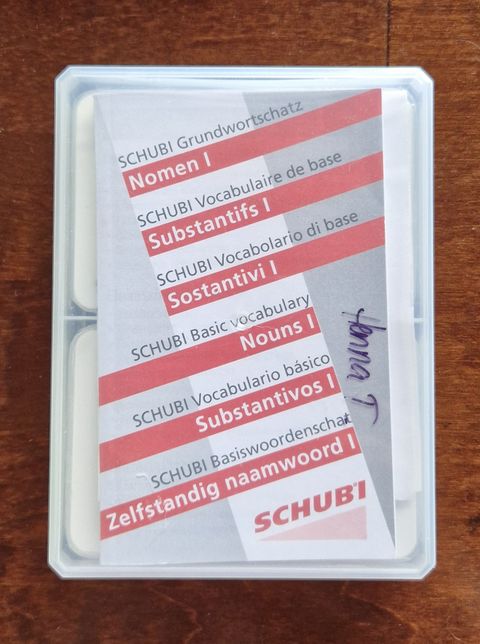 SCHUBI Grundwortschatz
Nomen I
SCHUBI Vocabulaire de base
Substantifs I
SCHUBI Vocabolario di base
Sostantivi I
SCHUBI Basic vocabulary
Nouns I
SCHUBI Vocabulario básico
Substantivos I
SCHUBI Basiswoordenschat
Zelfstandig naamwoord I
SCHUBI
Hanna T